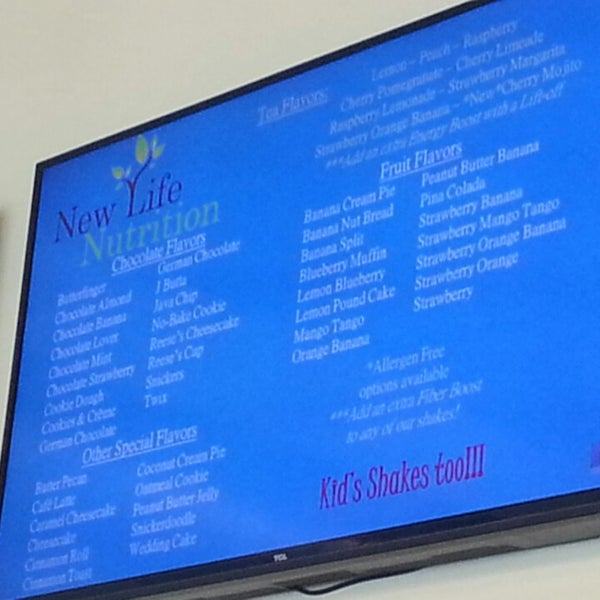 New Life
Nutrition
Tea Flavors:
Lemon ~ Peach ~ Raspberry
Cherry Pomegranate ~ Cherry Limeade
Raspberry Lemonade ~ Strawberry Margarita
Strawberry Orange Banana ~ *New*Cherry Mojito
***Add an extra Energy Boost with a Lift-off
Chocolate Flavors
Butterfinger
Chocolate Almond
Chocolate Banana
Chocolate Lover
Chocolate Mint
Chocolate Strawberry
Cookie Dough
Cookies & Crème
German Chocolate
German Chocolate
J Butta
Java Chip
No-Bake Cookie
Reese's Cheesecake
Reese's Cup
Snickers
Twix
Other Special Flavors
Butter Pecan
Café Latte
Caramel Cheesecake
Cheesecake
Cinnamon Roll
Cinnamon Toast
Coconut Cream Pie
Oatmeal Cookie
Peanut Butter Jelly
Snickerdoodle
Wedding Cake
Fruit Flavors
Banana Cream Pie
Banana Nut Bread
Banana Split
Blueberry Muffin
Lemon Blueberry
Lemon Pound Cake
Mango Tango
Orange Banana
Peanut Butter Banana
Pina Colada
Strawberry Banana
Strawberry Mango Tango
Strawberry Orange Banana
Strawberry Orange
Strawberry
*Allergen Free
options available
***Add an extra Fiber Boost
to any of our shakes!
Kid's Shakes too!!!
TCL